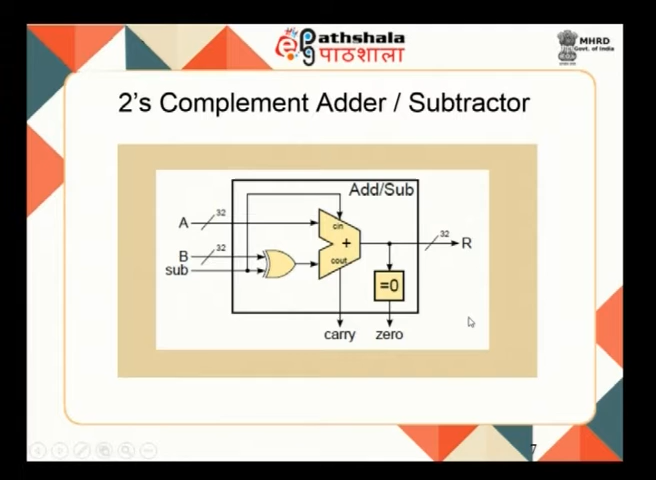 Pathshala
पाठशाला
MHRD
Govt. of India
2's Complement Adder / Subtractor
Add/Sub
A 32
cin
+
B 32
sub
cout
32 R
=0
carry zero
7